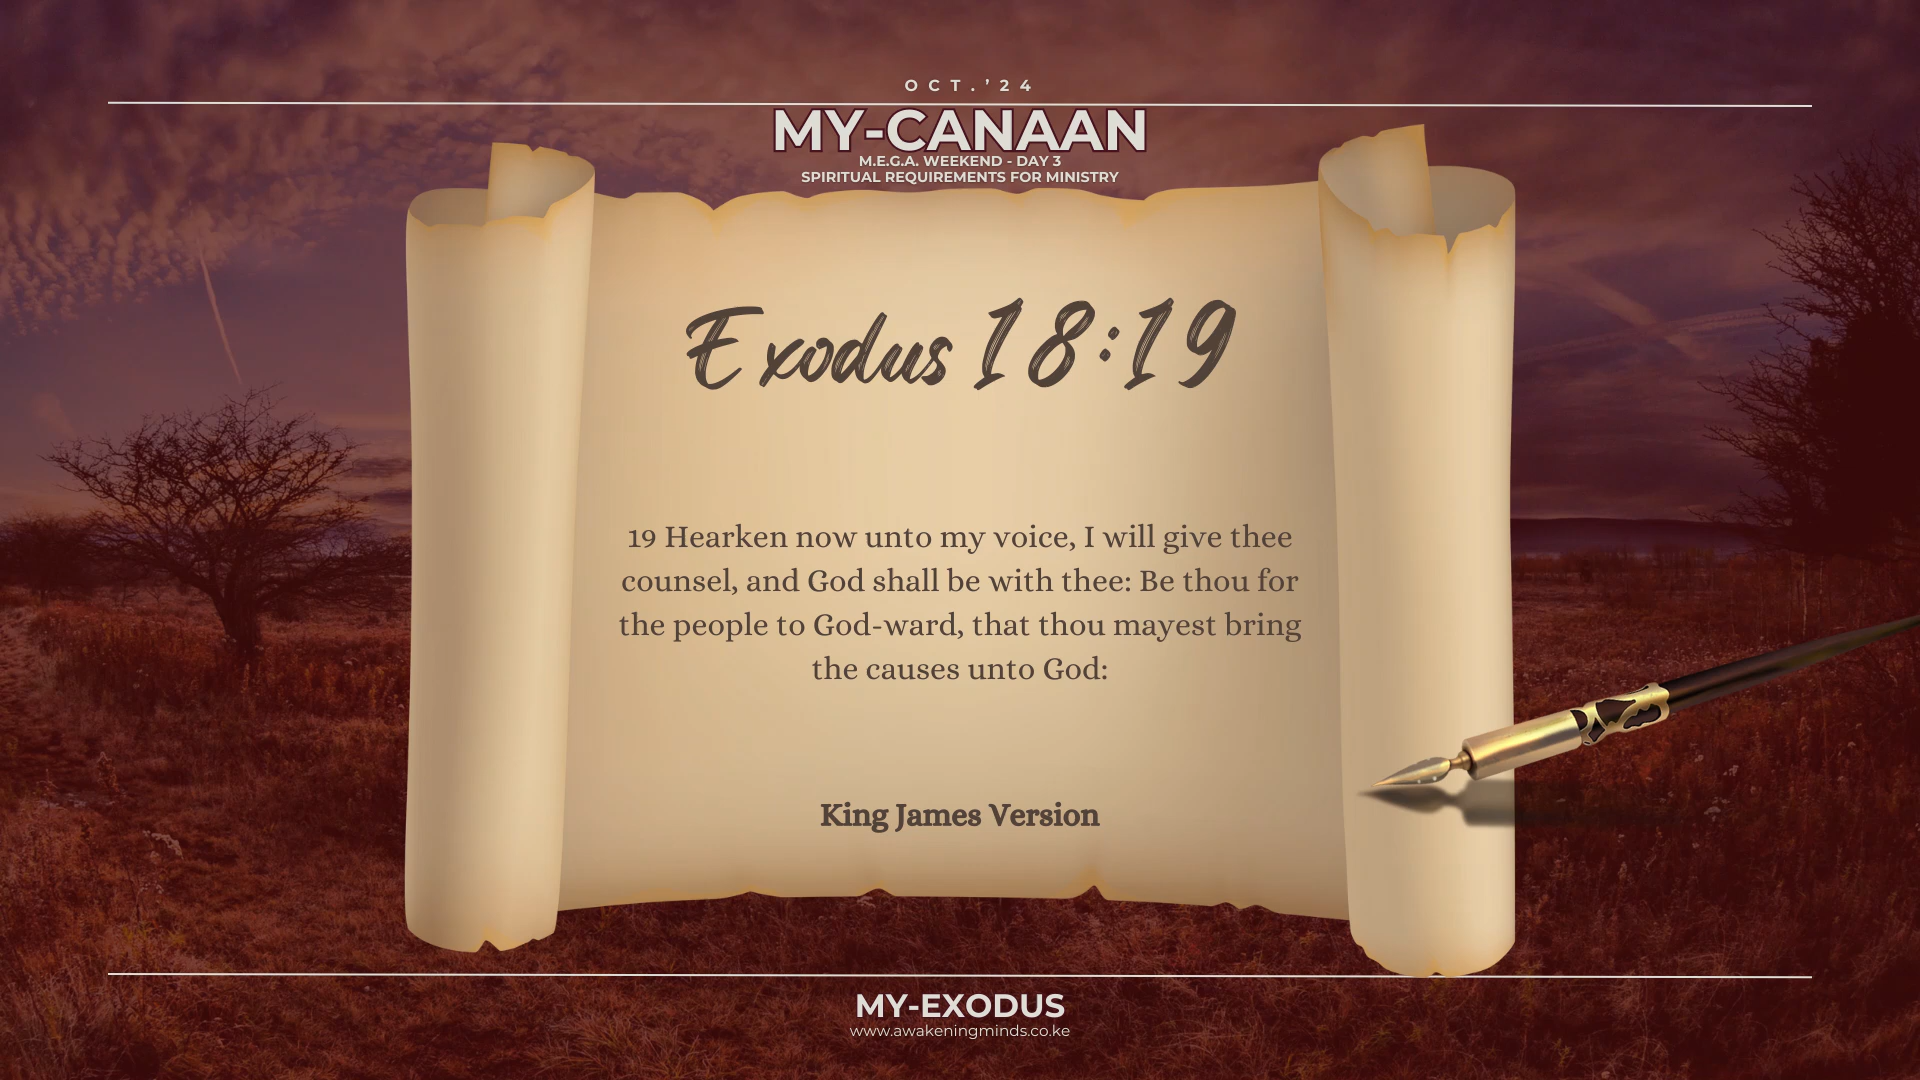 OCT.'24
MY-CANAAN
M.E.G.A. WEEKEND - DAY 3
SPIRITUAL REQUIREMENTS FOR MINISTRY
Exodus 18:19
19 Hearken now unto my voice, I will give thee
counsel, and God shall be with thee: Be thou for
the people to God-ward, that thou mayest bring
the causes unto God:
King James Version
MY-EXODUS
www.awakeningminds.co.ke